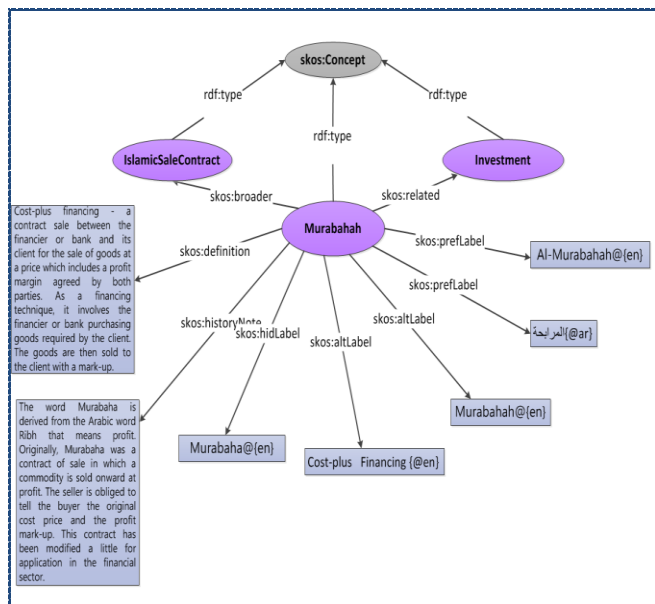 skos:Concept
rdf:type
rdf:type
rdf:type
IslamicSaleContract
Investment
skos:broader
skos:related
Murabahah
Cost-plus financing - a
contract sale between the
financier or bank and its
client for the sale of goods at
a price which includes a profit
margin agreed by both
parties. As a financing
technique, it involves the
financier or bank purchasing
goods required by the client.
The goods are then sold to
the client with a mark-up.
skos:definition
skos:prefLabel
Al-Murabahah@{en}
skos:prefLabel
المرابحة{@ar}
skos:historyNote
skos:hidLabel
skos:altLabel
skos:altLabel
Murabahah@{en}
Murabaha@{en}
Cost-plus Financing {@en}
The word Murabaha is
derived from the Arabic word
Ribh that means profit.
Originally, Murabaha was a
contract of sale in which a
commodity is sold onward at
profit. The seller is obliged to
tell the buyer the original
cost price and the profit
mark-up. This contract has
been modified a little for
application in the financial
sector.